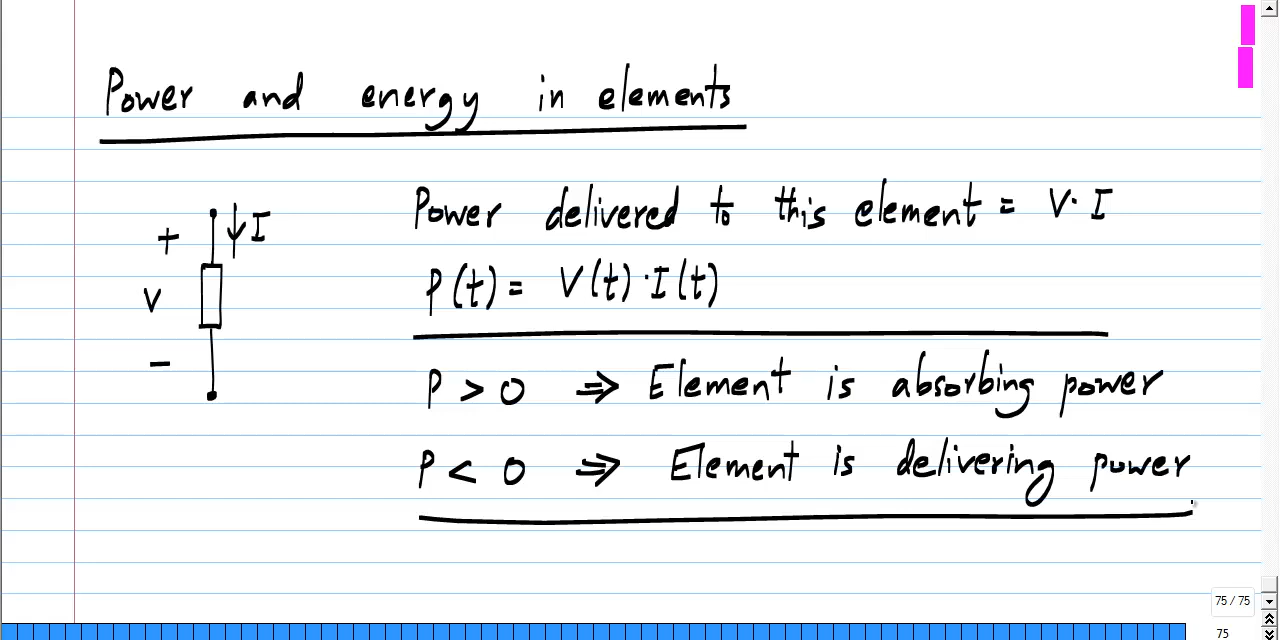 Power and energy in elements
Power delivered to this element = V · I
+ ↓ I
P(t) = V(t) · I(t)
V
−
P > 0 ⇒ Element is absorbing power
P < 0 ⇒ Element is delivering power
75 / 75
75